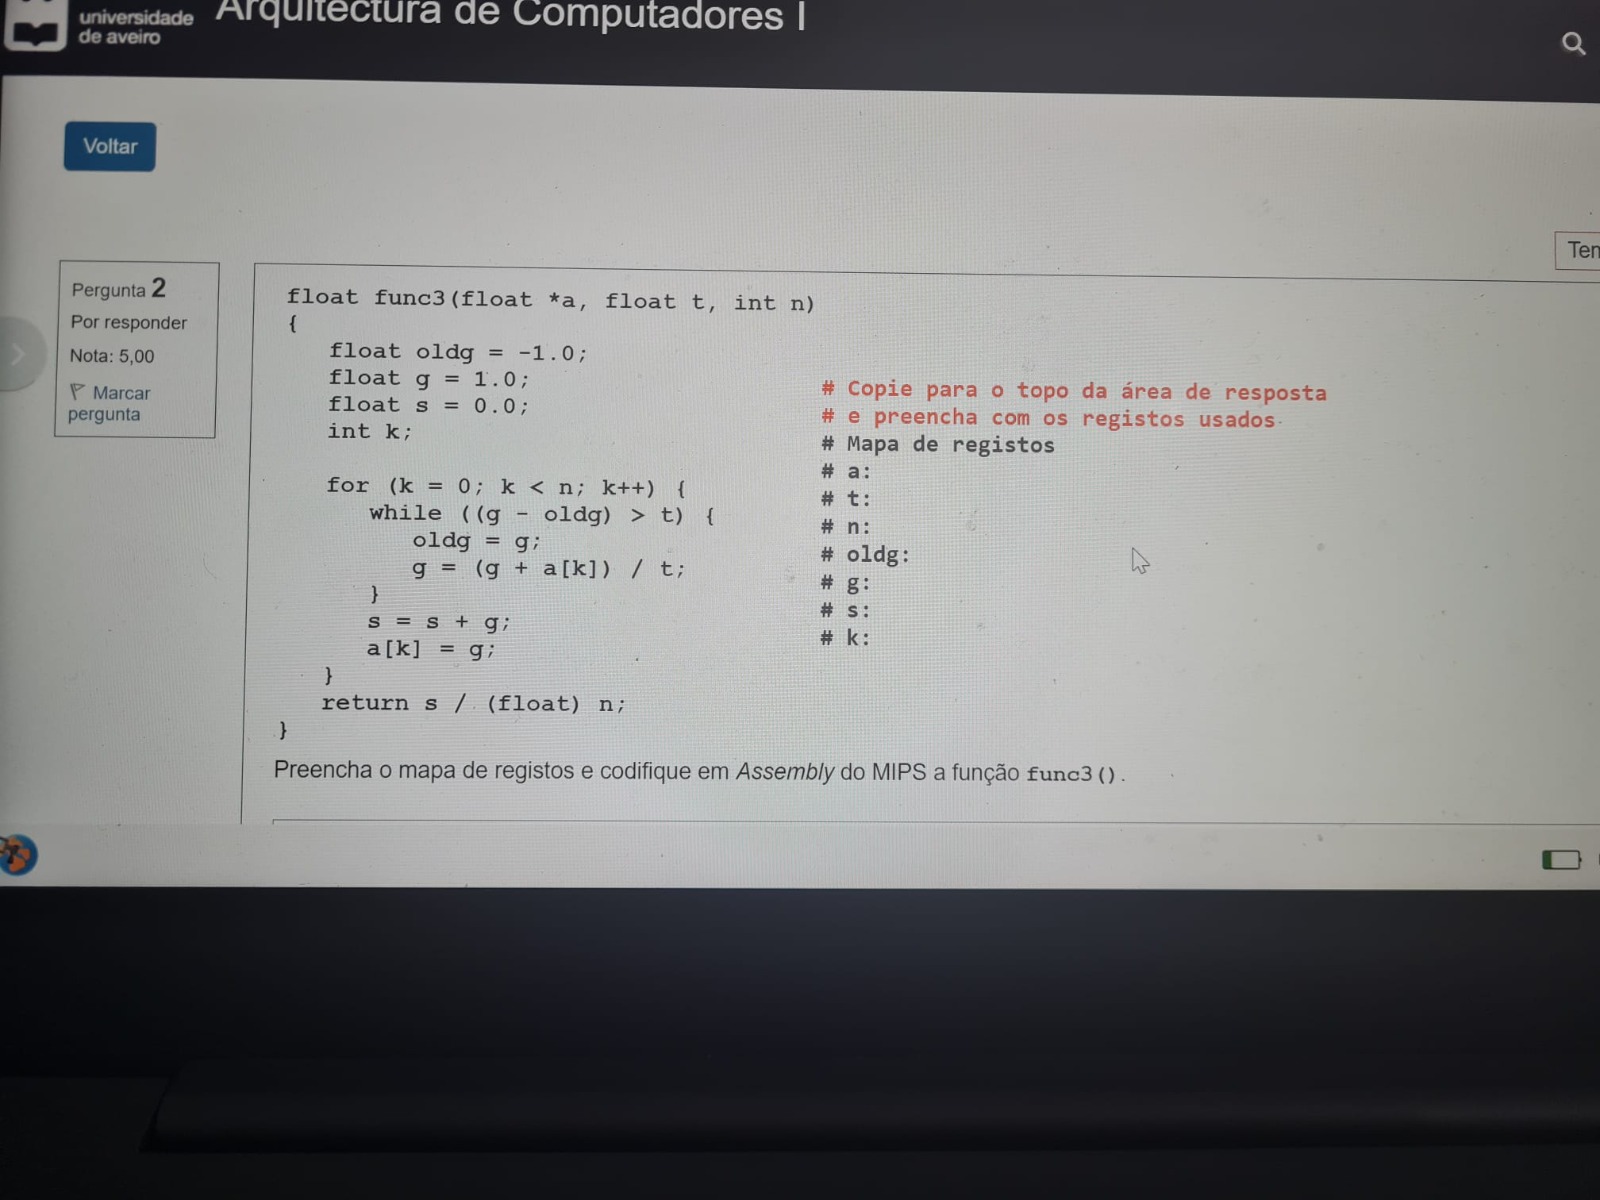 universidade
de aveiro
Arquitectura de Computadores I
Voltar
Pergunta 2
Por responder
Nota: 5,00
Marcar
pergunta
float func3(float *a, float t, int n)
{
float oldg = -1.0;
float g = 1.0;
float s = 0.0;
int k;
for (k = 0; k < n; k++) {
while ((g - oldg) > t) {
oldg = g;
g = (g + a[k]) / t;
}
s = s + g;
a[k] = g;
}
return s / (float) n;
}
# Copie para o topo da área de resposta
# e preencha com os registos usados
# Mapa de registos
# a:
# t:
# n:
# oldg:
# g:
# s:
# k:
Preencha o mapa de registos e codifique em Assembly do MIPS a função func3().